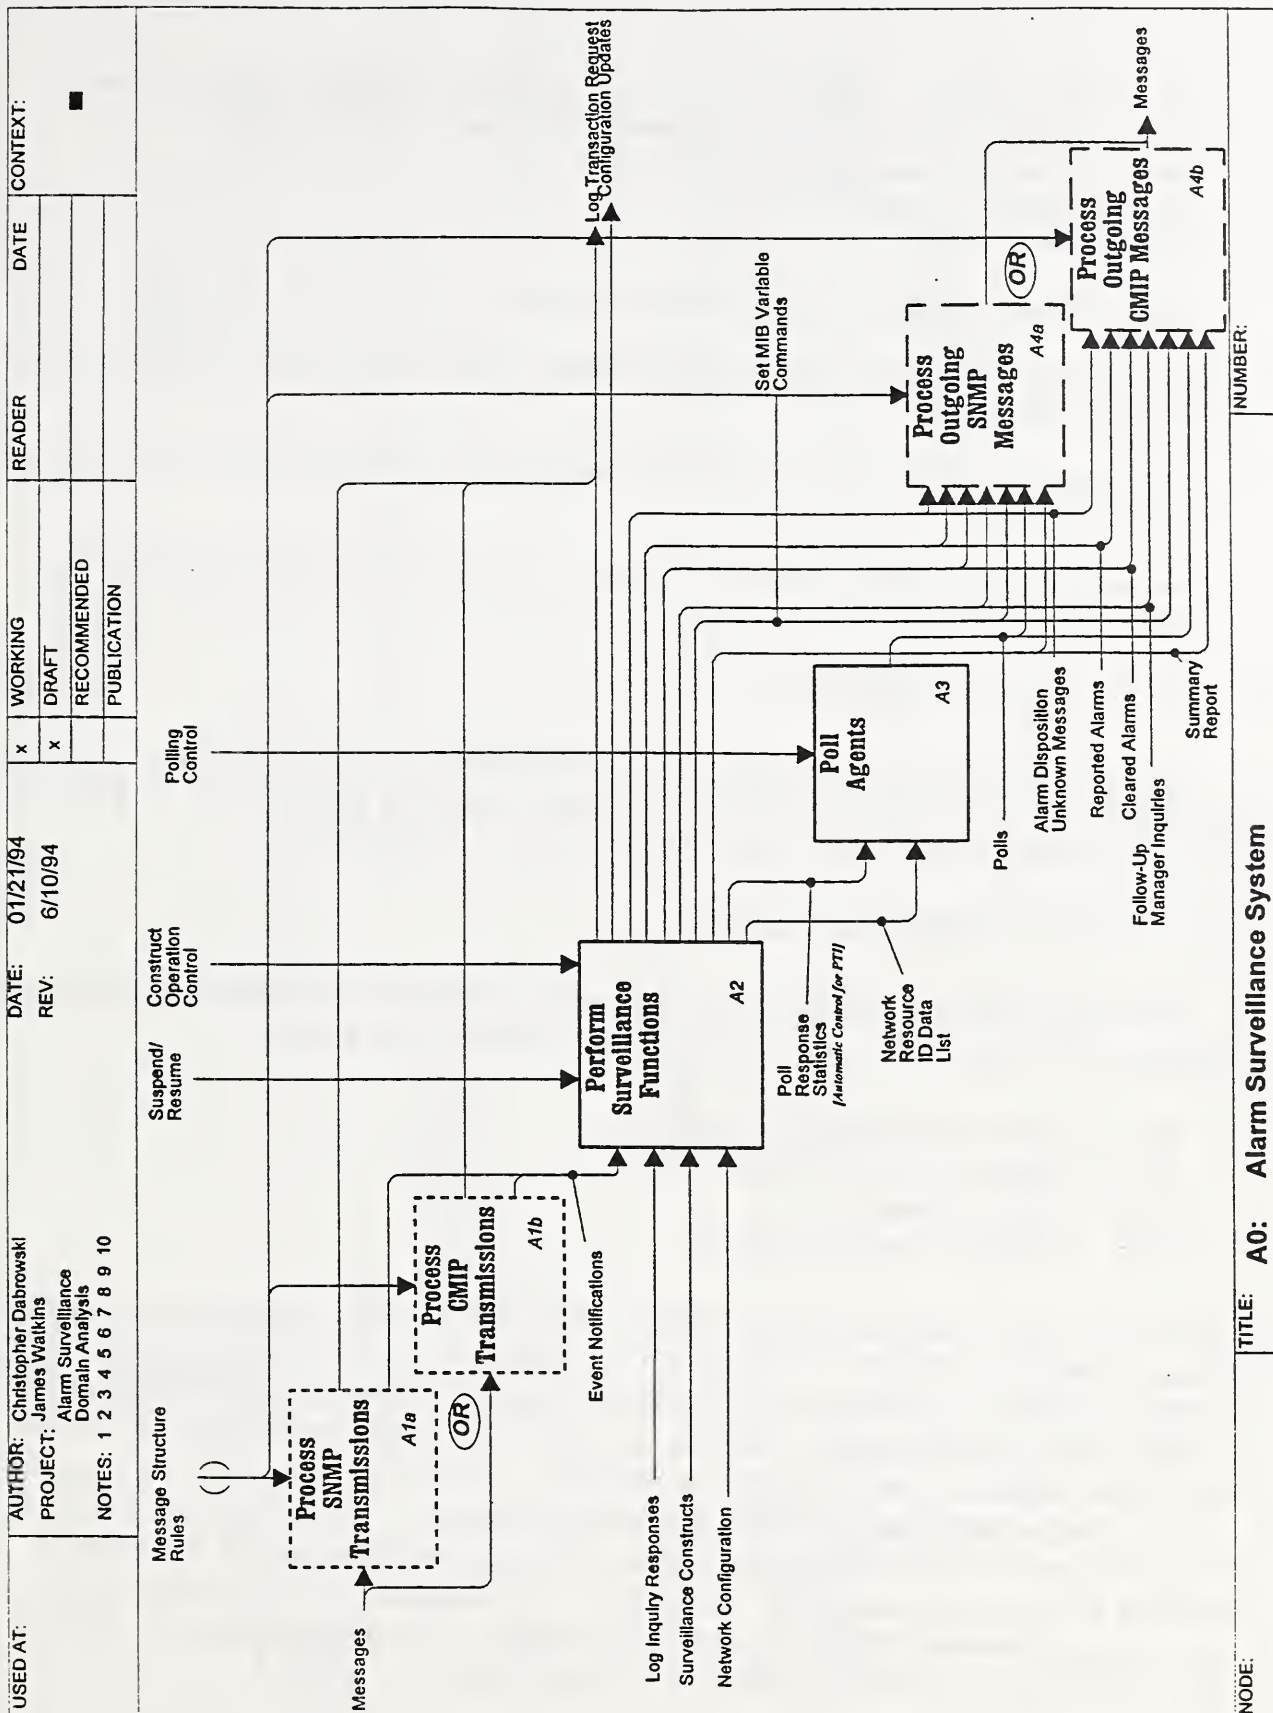 USED AT:
AUTHOR: Christopher Dabrowski
James Watkins
PROJECT: Alarm Surveillance
Domain Analysis
NOTES: 1 2 3 4 5 6 7 8 9 10
DATE: 01/21/94
REV: 6/10/94
x WORKING
x DRAFT
RECOMMENDED
PUBLICATION
READER
DATE
CONTEXT:
Message Structure
Rules
Suspend/
Resume
Construct
Operation
Control
Polling
Control
Messages
Process
SNMP
Transmissions
A1a
OR
Process
CMIP
Transmissions
A1b
Event Notifications
Log Inquiry Responses
Surveillance Constructs
Network Configuration
Perform
Surveillance
Functions
A2
Log Transaction Request
Configuration Updates
Poll
Response
Statistics
[Automatic Control for PTI]
Network
Resource
ID Data
List
Poll
Agents
A3
Set MIB Variable
Commands
Process
Outgoing
SNMP
Messages
A4a
OR
Process
Outgoing
CMIP Messages
A4b
Messages
Polls
Alarm Disposition
Unknown Messages
Reported Alarms
Cleared Alarms
Follow-Up
Manager Inquiries
Summary
Report
NODE:
TITLE:
A0: Alarm Surveillance System
NUMBER: